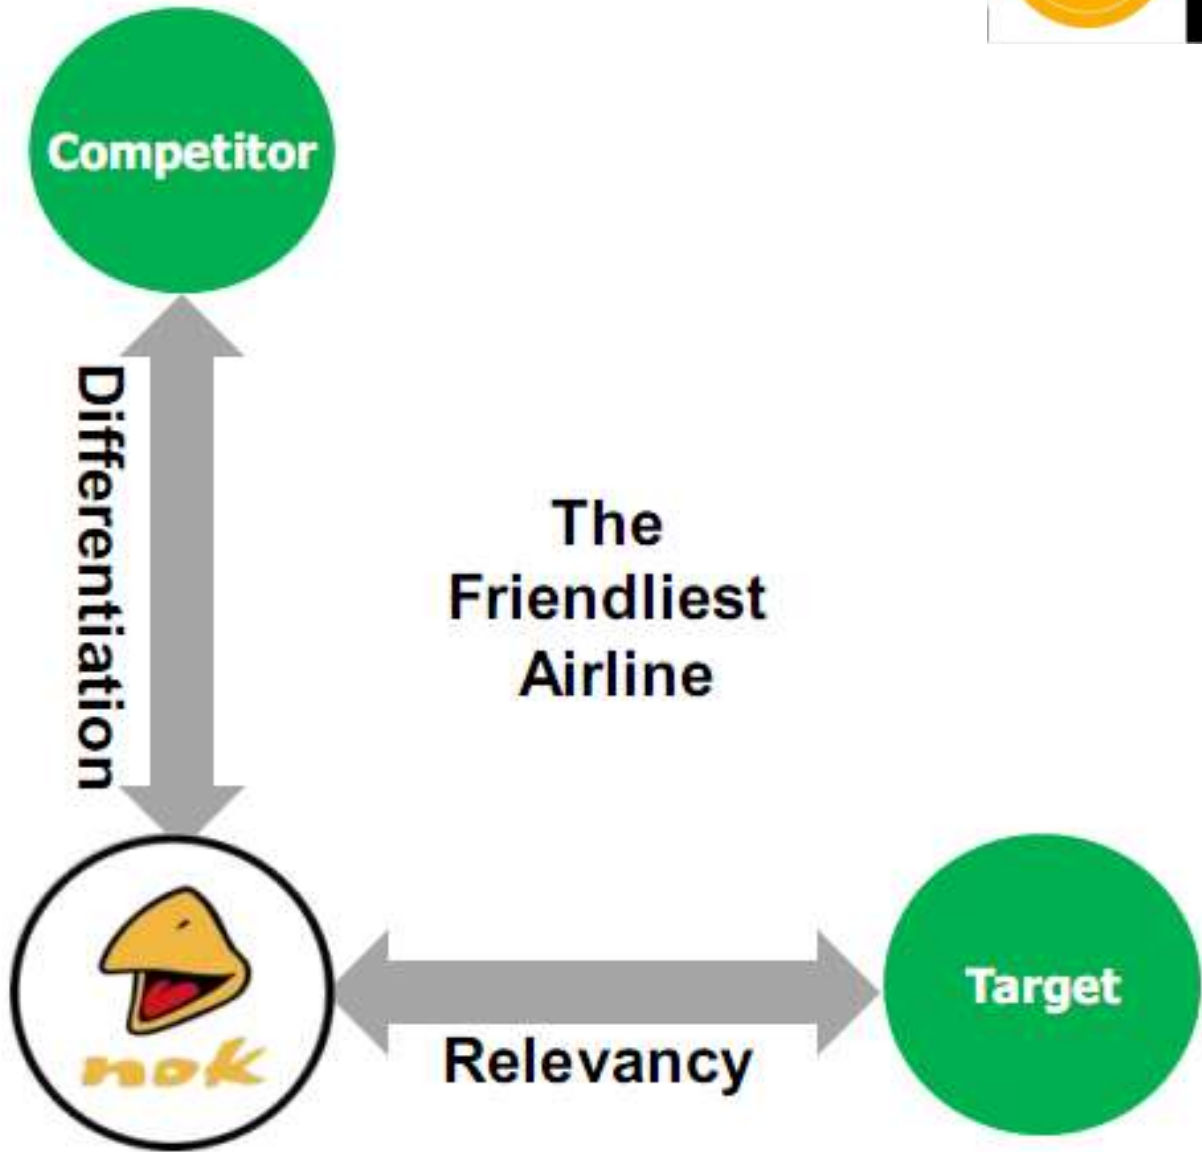 Competitor
Differentiation
The
Friendliest
Airline
nok
Relevancy
Target